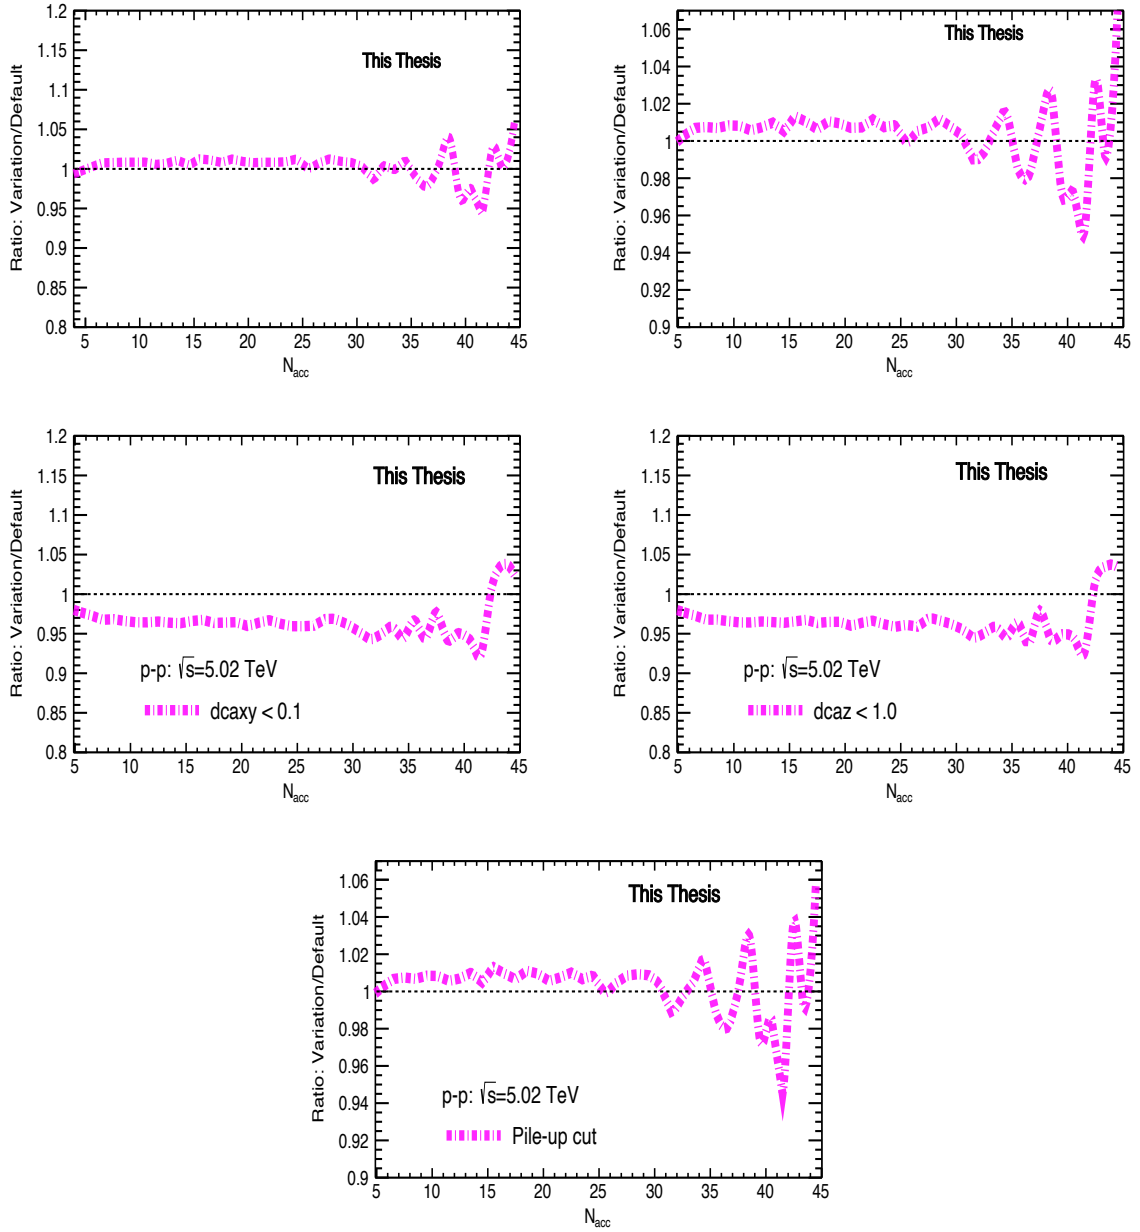 This Thesis
Ratio: Variation/Default
1.2
1.15
1.1
1.05
1
0.95
0.9
0.85
0.8
5 10 15 20 25 30 35 40 45
N_acc
This Thesis
Ratio: Variation/Default
1.06
1.04
1.02
1
0.98
0.96
0.94
0.92
0.9
5 10 15 20 25 30 35 40 45
N_acc
This Thesis
Ratio: Variation/Default
1.2
1.15
1.1
1.05
1
0.95
0.9
0.85
0.8
p-p: √s=5.02 TeV
dcaxy < 0.1
5 10 15 20 25 30 35 40 45
N_acc
This Thesis
Ratio: Variation/Default
1.2
1.15
1.1
1.05
1
0.95
0.9
0.85
0.8
p-p: √s=5.02 TeV
dcaz < 1.0
5 10 15 20 25 30 35 40 45
N_acc
This Thesis
Ratio: Variation/Default
1.06
1.04
1.02
1
0.98
0.96
0.94
0.92
0.9
p-p: √s=5.02 TeV
Pile-up cut
5 10 15 20 25 30 35 40 45
N_acc